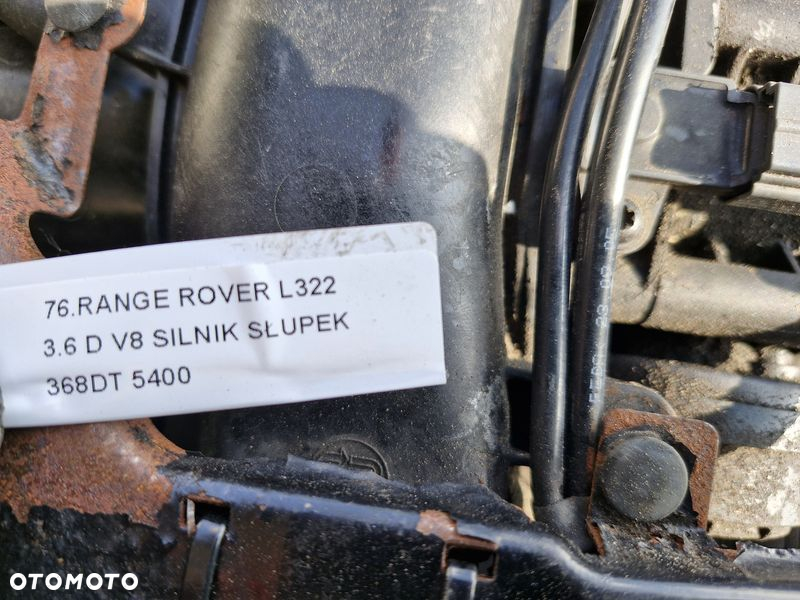 76.RANGE ROVER L322
3.6 D V8 SILNIK SŁUPEK
368DT 5400
OTOMOTO